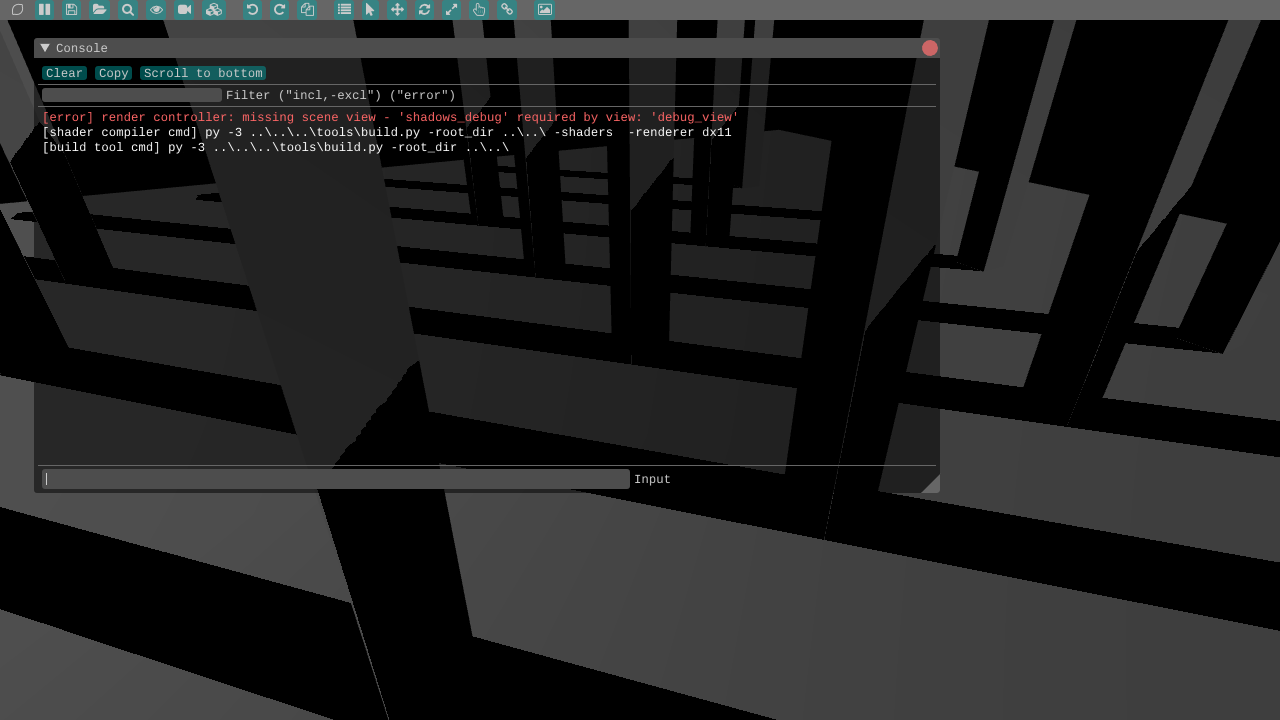 Console
Clear Copy Scroll to bottom
Filter ("incl,-excl") ("error")
[error] render controller: missing scene view - 'shadows_debug' required by view: 'debug_view'
[shader compiler cmd] py -3 ..\..\..\tools\build.py -root_dir ..\..\ -shaders  -renderer dx11
[build tool cmd] py -3 ..\..\..\tools\build.py -root_dir ..\..\
Input